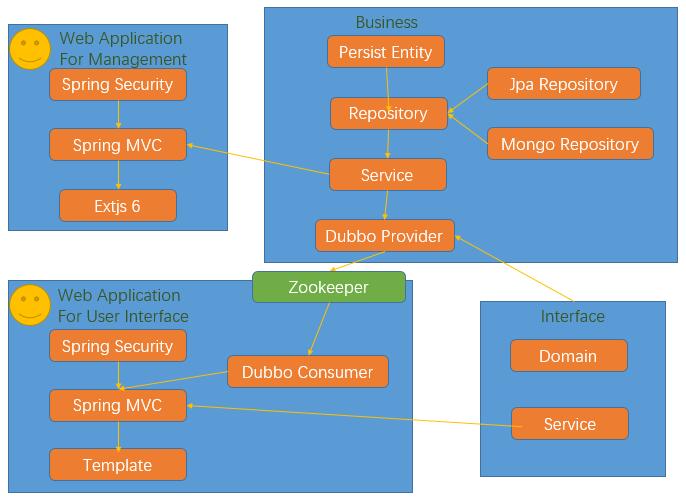 Web Application
For Management
Spring Security
Spring MVC
Extjs 6
Business
Persist Entity
Repository
Jpa Repository
Mongo Repository
Service
Dubbo Provider
Zookeeper
Web Application
For User Interface
Spring Security
Dubbo Consumer
Spring MVC
Template
Interface
Domain
Service